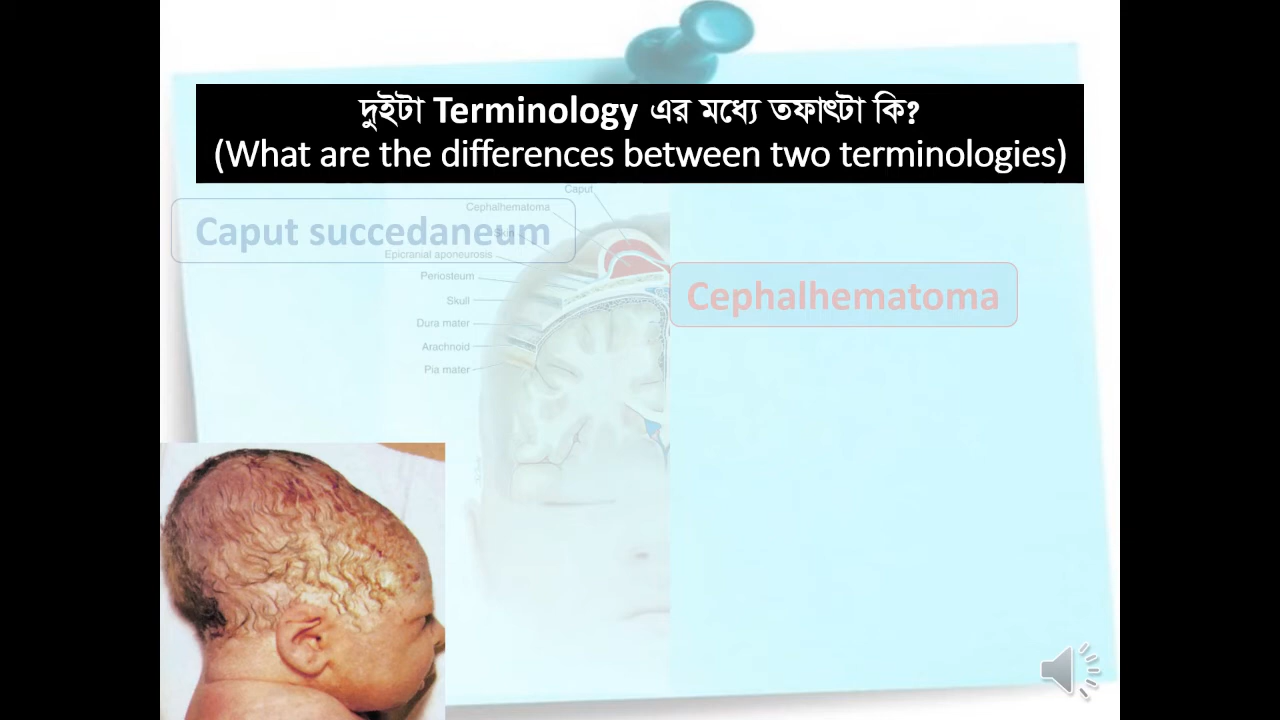 দুইটা Terminology এর মধ্যে তফাৎটা কি?
(What are the differences between two terminologies)
Caput
Cephalhematoma
Caput succedaneum
Skin
Epicranial aponeurosis
Periosteum
Cephalhematoma
Skull
Dura mater
Arachnoid
Pia mater